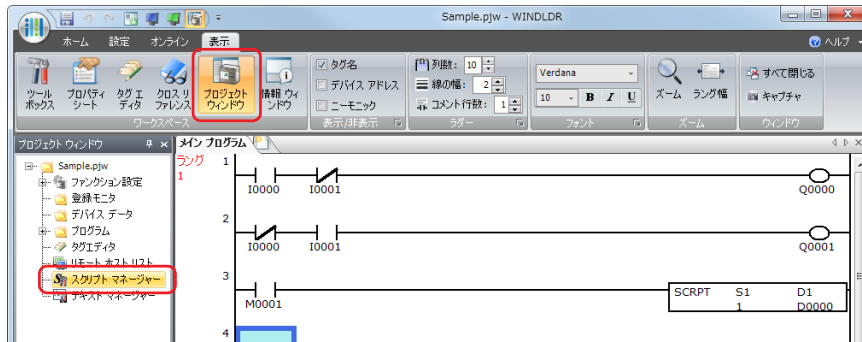 Sample.pjw - WINDLDR
ホーム 設定 オンライン 表示 ヘルプ
ツール
ボックス
プロパティ
シート
タグ エ
ディタ
クロス リ
ファレンス
プロジェクト
ウィンドウ
情報 ウィ
ンドウ
ワークスペース
タグ名
デバイス アドレス
ニーモニック
表示/非表示
列数: 10
線の幅: 2
コメント行数: 1
ラダー
Verdana
10 B I U
フォント
ズーム ラング幅
ズーム
すべて閉じる
キャプチャ
ウィンドウ
プロジェクト ウィンドウ
Sample.pjw
ファンクション設定
登録モニタ
デバイス データ
プログラム
タグエディタ
リモート ホスト リスト
スクリプト マネージャー
テキスト マネージャー
メイン プログラム
ラング 1
1
I0000 I0001 Q0000
2
I0000 I0001 Q0001
3
M0001
SCRPT S1 D1
1 D0000
4